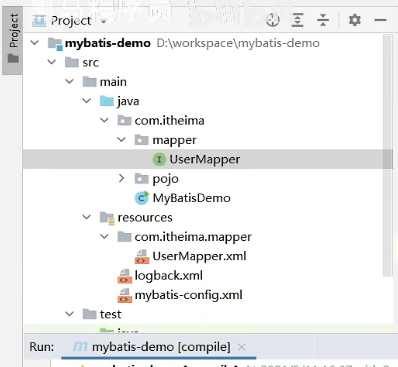 Project
Project
mybatis-demo D:\workspace\mybatis-demo
src
main
java
com.itheima
mapper
UserMapper
pojo
MyBatisDemo
resources
com.itheima.mapper
UserMapper.xml
logback.xml
mybatis-config.xml
test
java
Run: mybatis-demo [compile]